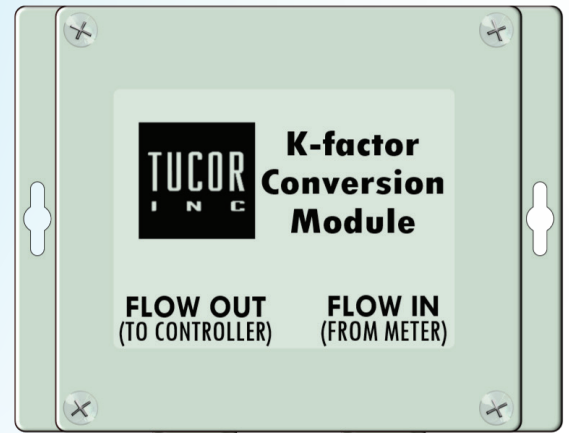 TUCOR
INC
K-factor
Conversion
Module
FLOW OUT
(TO CONTROLLER)
FLOW IN
(FROM METER)